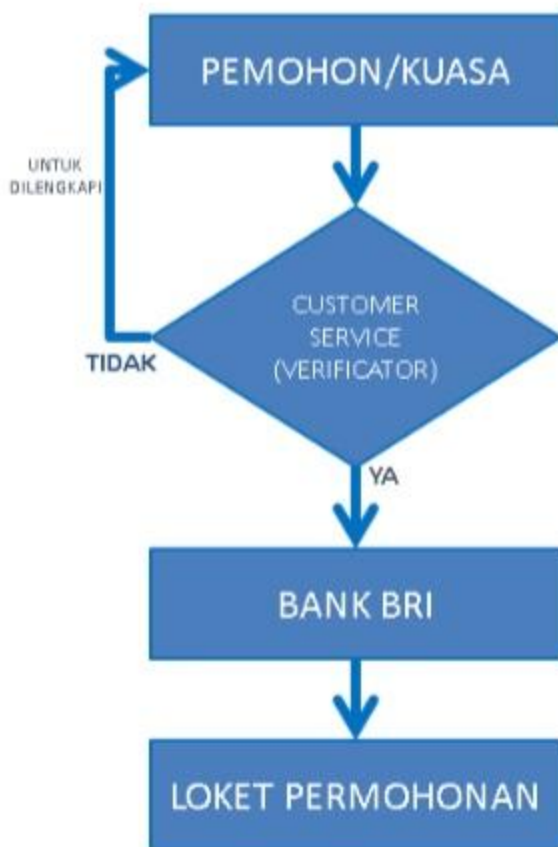 PEMOHON/KUASA
UNTUK
DILENGKAPI
CUSTOMER
SERVICE
(VERIFICATOR)
TIDAK
YA
BANK BRI
LOKET PERMOHONAN